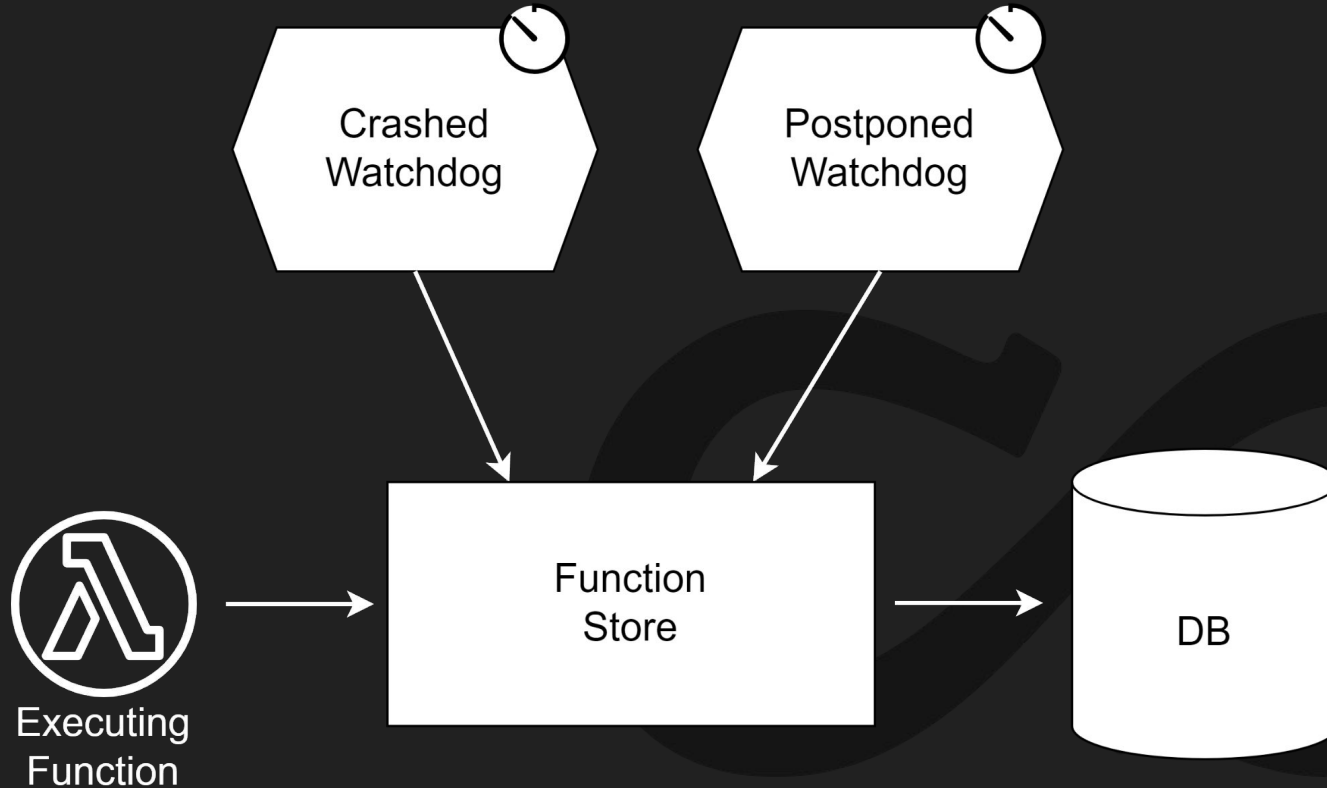 Crashed
Watchdog
Postponed
Watchdog
Function
Store
DB
Executing
Function